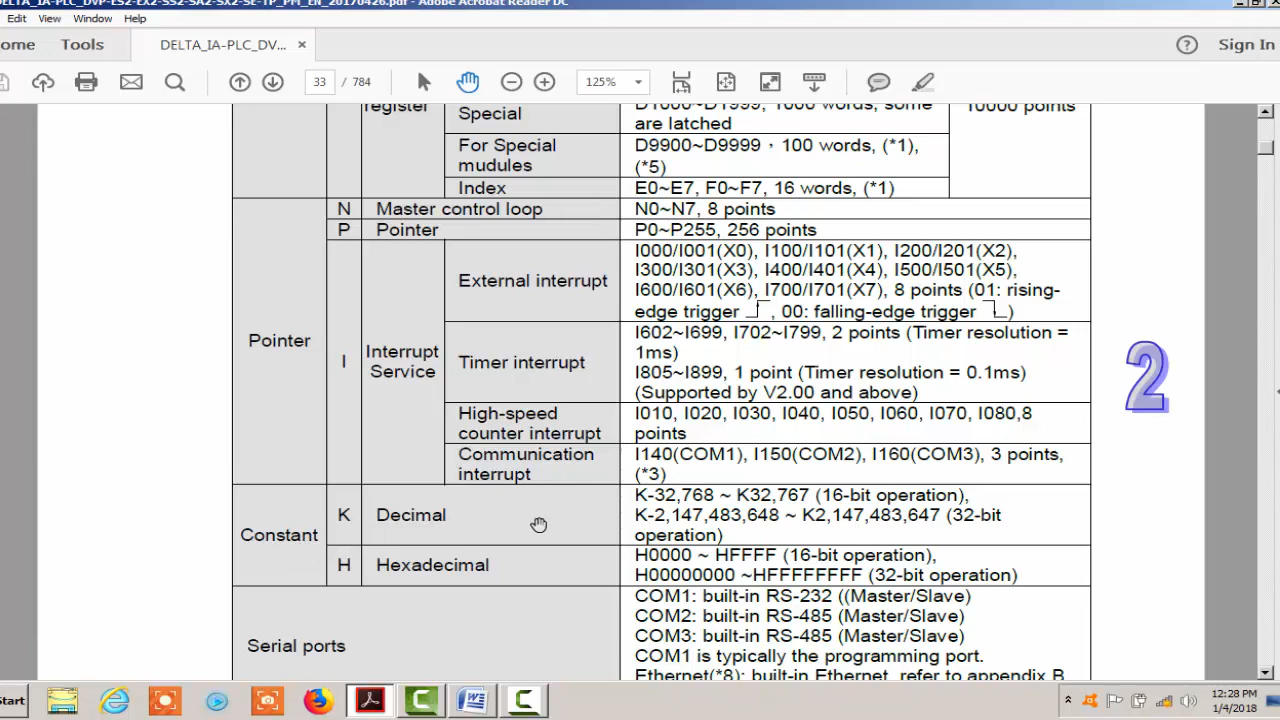 DELTA_IA-PLC_DVP-ES2-EX2-SS2-SA2-SX2-SE-TP_PM_EN_20170426.pdf - Adobe Acrobat Reader DC
File View Window Help
ome Tools DELTA_IA-PLC_DV... × ? Sign In
33 / 784 125%
register Special D1000~D1999, 1000 words, some 10000 points
are latched
For Special D9900~D9999，100 words, (*1),
mudules (*5)
Index E0~E7, F0~F7, 16 words, (*1)
N Master control loop N0~N7, 8 points
P Pointer P0~P255, 256 points
Pointer
I Interrupt
Service
External interrupt I000/I001(X0), I100/I101(X1), I200/I201(X2),
I300/I301(X3), I400/I401(X4), I500/I501(X5),
I600/I601(X6), I700/I701(X7), 8 points (01: rising-
edge trigger , 00: falling-edge trigger )
Timer interrupt I602~I699, I702~I799, 2 points (Timer resolution =
1ms)
I805~I899, 1 point (Timer resolution = 0.1ms)
(Supported by V2.00 and above)
High-speed I010, I020, I030, I040, I050, I060, I070, I080,8
counter interrupt points
Communication I140(COM1), I150(COM2), I160(COM3), 3 points,
interrupt (*3)
2
Constant
K Decimal K-32,768 ~ K32,767 (16-bit operation),
K-2,147,483,648 ~ K2,147,483,647 (32-bit
operation)
H Hexadecimal H0000 ~ HFFFF (16-bit operation),
H00000000 ~HFFFFFFFF (32-bit operation)
Serial ports COM1: built-in RS-232 ((Master/Slave)
COM2: built-in RS-485 (Master/Slave)
COM3: built-in RS-485 (Master/Slave)
COM1 is typically the programming port.
Ethernet(*8): built-in Ethernet, refer to appendix B
Start
12:28 PM
1/4/2018